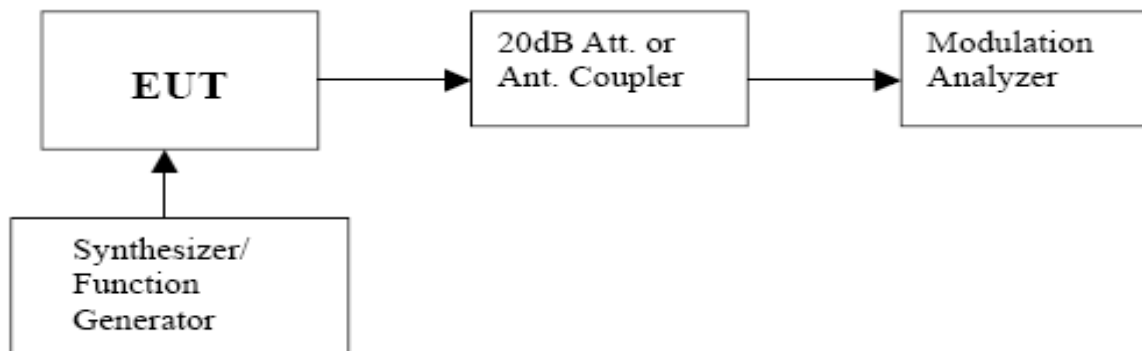 EUT
20dB Att. or
Ant. Coupler
Modulation
Analyzer
Synthesizer/
Function
Generator